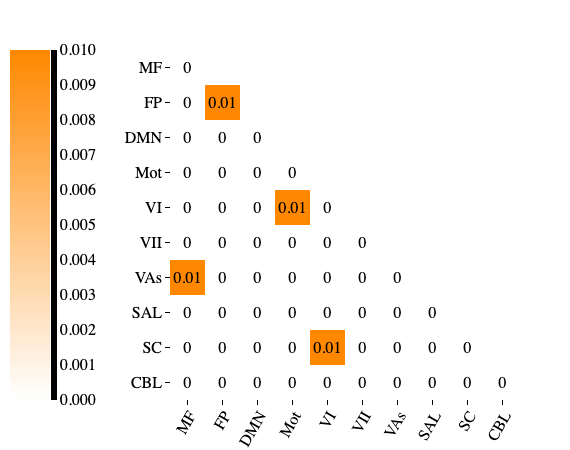 0.010
0.009
0.008
0.007
0.006
0.005
0.004
0.003
0.002
0.001
0.000
MF 0
FP 0 0.01
DMN 0 0 0
Mot 0 0 0 0
VI 0 0 0 0.01 0
VII 0 0 0 0 0 0
VAs 0.01 0 0 0 0 0 0
SAL 0 0 0 0 0 0 0 0
SC 0 0 0 0 0.01 0 0 0 0
CBL 0 0 0 0 0 0 0 0 0 0
MF FP DMN Mot VI VII VAs SAL SC CBL